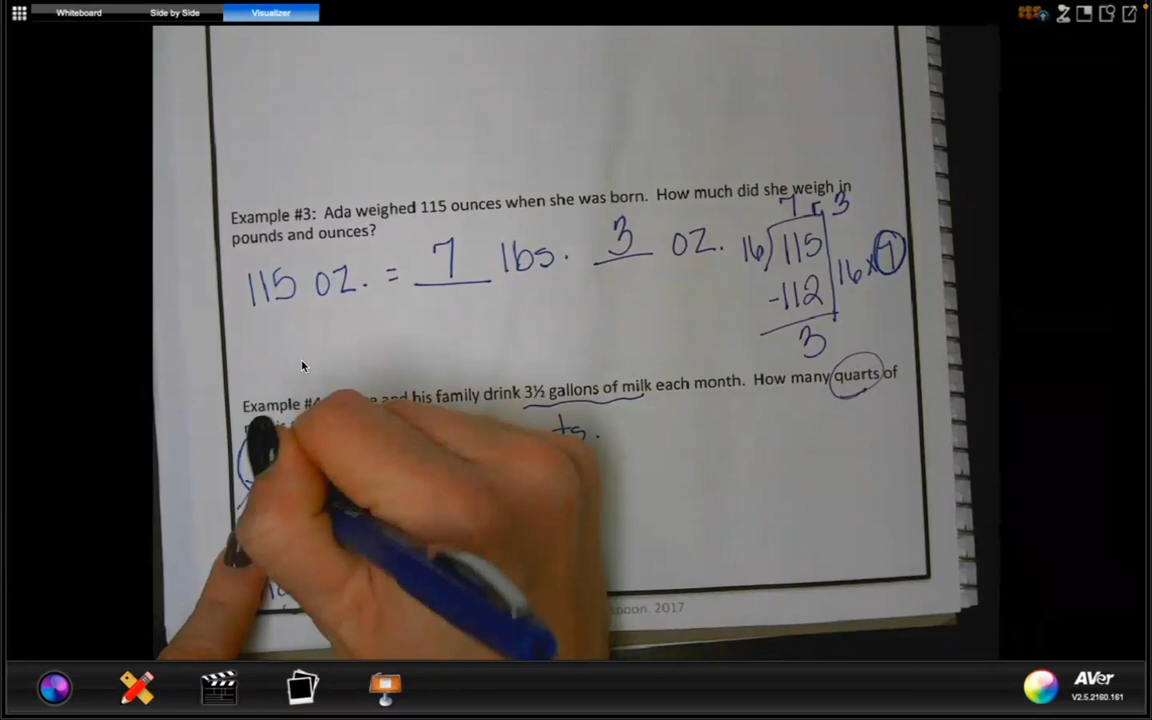 Whiteboard Side by Side Visualizer
Example #3: Ada weighed 115 ounces when she was born. How much did she weigh in
pounds and ounces?
115 oz. = 7 lbs. 3 oz.
7 r 3
16 115 16 x 7
-112
3
Example #4 and his family drink 3½ gallons of milk each month. How many quarts of
ts.
spoon. 2017
AVer
V2.5.2160.161